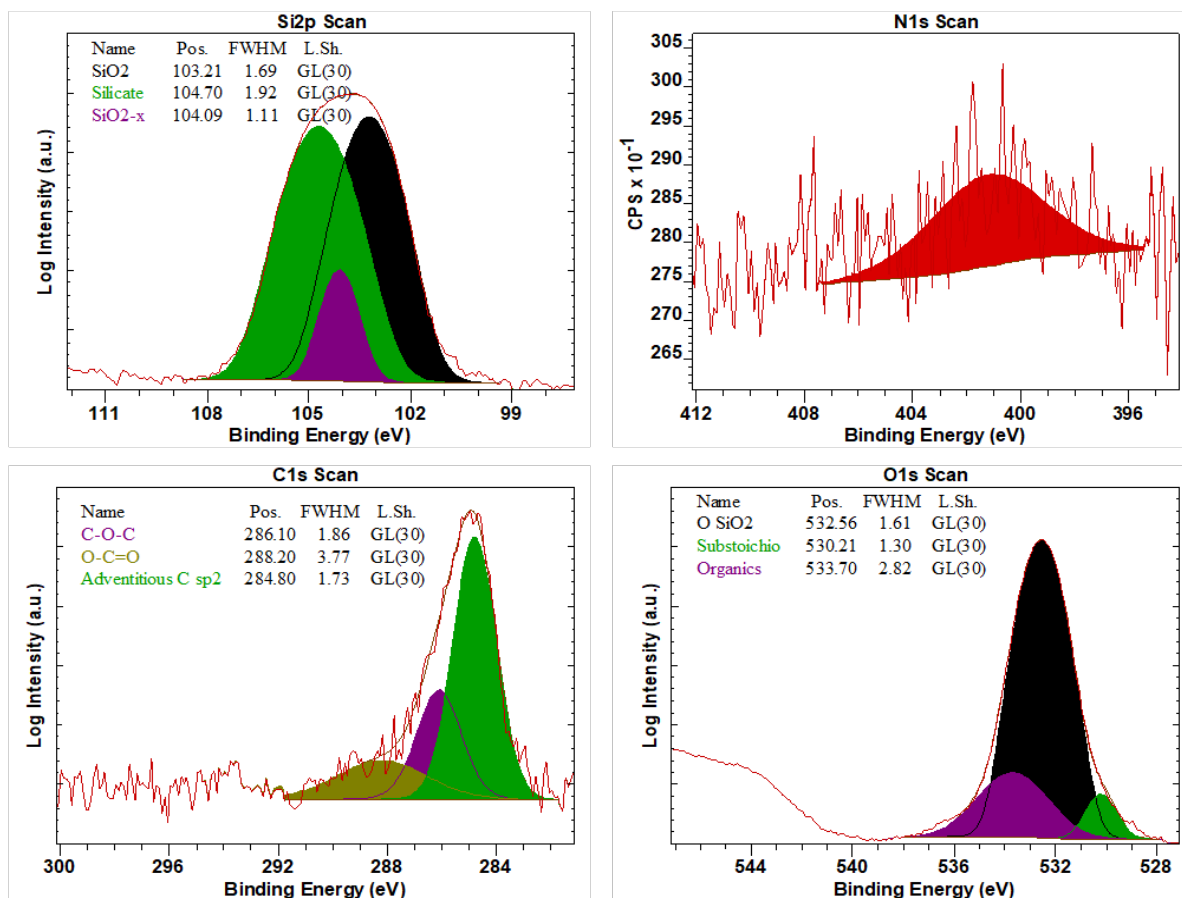 Si2p Scan
Name Pos. FWHM L.Sh.
SiO2 103.21 1.69 GL(30)
Silicate 104.70 1.92 GL(30)
SiO2-x 104.09 1.11 GL(30)
Log Intensity (a.u.)
111 108 105 102 99
Binding Energy (eV)
N1s Scan
305
300
295
290
285
280
275
270
265
CPS x 10⁻¹
412 408 404 400 396
Binding Energy (eV)
C1s Scan
Name Pos. FWHM L.Sh.
C-O-C 286.10 1.86 GL(30)
O-C=O 288.20 3.77 GL(30)
Adventitious C sp2 284.80 1.73 GL(30)
Log Intensity (a.u.)
300 296 292 288 284
Binding Energy (eV)
O1s Scan
Name Pos. FWHM L.Sh.
O SiO2 532.56 1.61 GL(30)
Substoichio 530.21 1.30 GL(30)
Organics 533.70 2.82 GL(30)
Log Intensity (a.u.)
544 540 536 532 528
Binding Energy (eV)